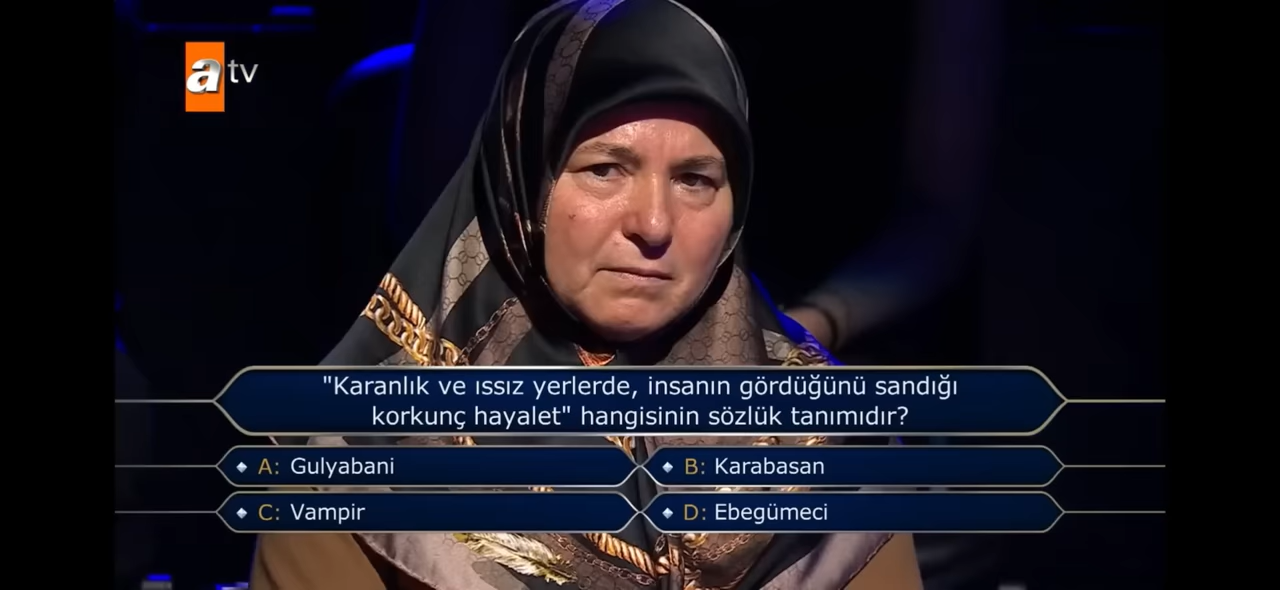 atv
"Karanlık ve ıssız yerlerde, insanın gördüğünü sandığı
korkunç hayalet" hangisinin sözlük tanımıdır?
A: Gulyabani
B: Karabasan
C: Vampir
D: Ebegümeci